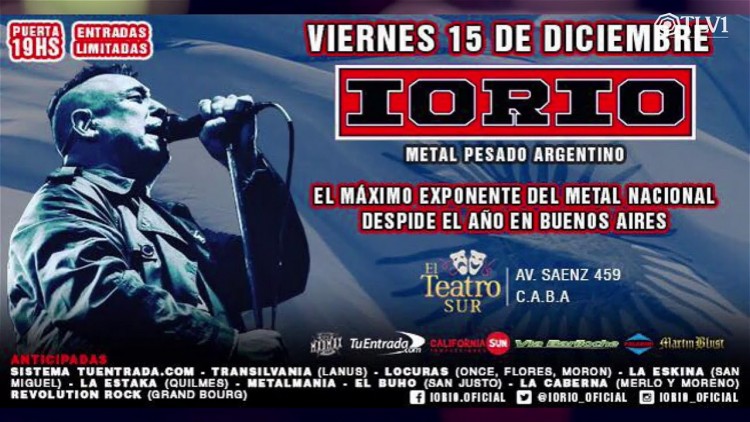 PUERTA
19HS
ENTRADAS
LIMITADAS
TLV1
VIERNES 15 DE DICIEMBRE
IORIO
METAL PESADO ARGENTINO
EL MÁXIMO EXPONENTE DEL METAL NACIONAL
DESPIDE EL AÑO EN BUENOS AIRES
El
Teatro
SUR
AV. SAENZ 459
C.A.B.A
TuEntrada.com
CALIFORNIA SUN
Via Bariloche
Martin Blust
ANTICIPADAS
SISTEMA TUENTRADA.COM - TRANSILVANIA (LANUS) - LOCURAS (ONCE, FLORES, MORON) - LA ESKINA (SAN
MIGUEL) - LA ESTAKA (QUILMES) - METALMANIA - EL BUHO (SAN JUSTO) - LA CABERNA (MERLO Y MORENO)
REVOLUTION ROCK (GRAND BOURG)
IORIO.OFICIAL
@IORIO_OFICIAL
IORIO_OFICIAL